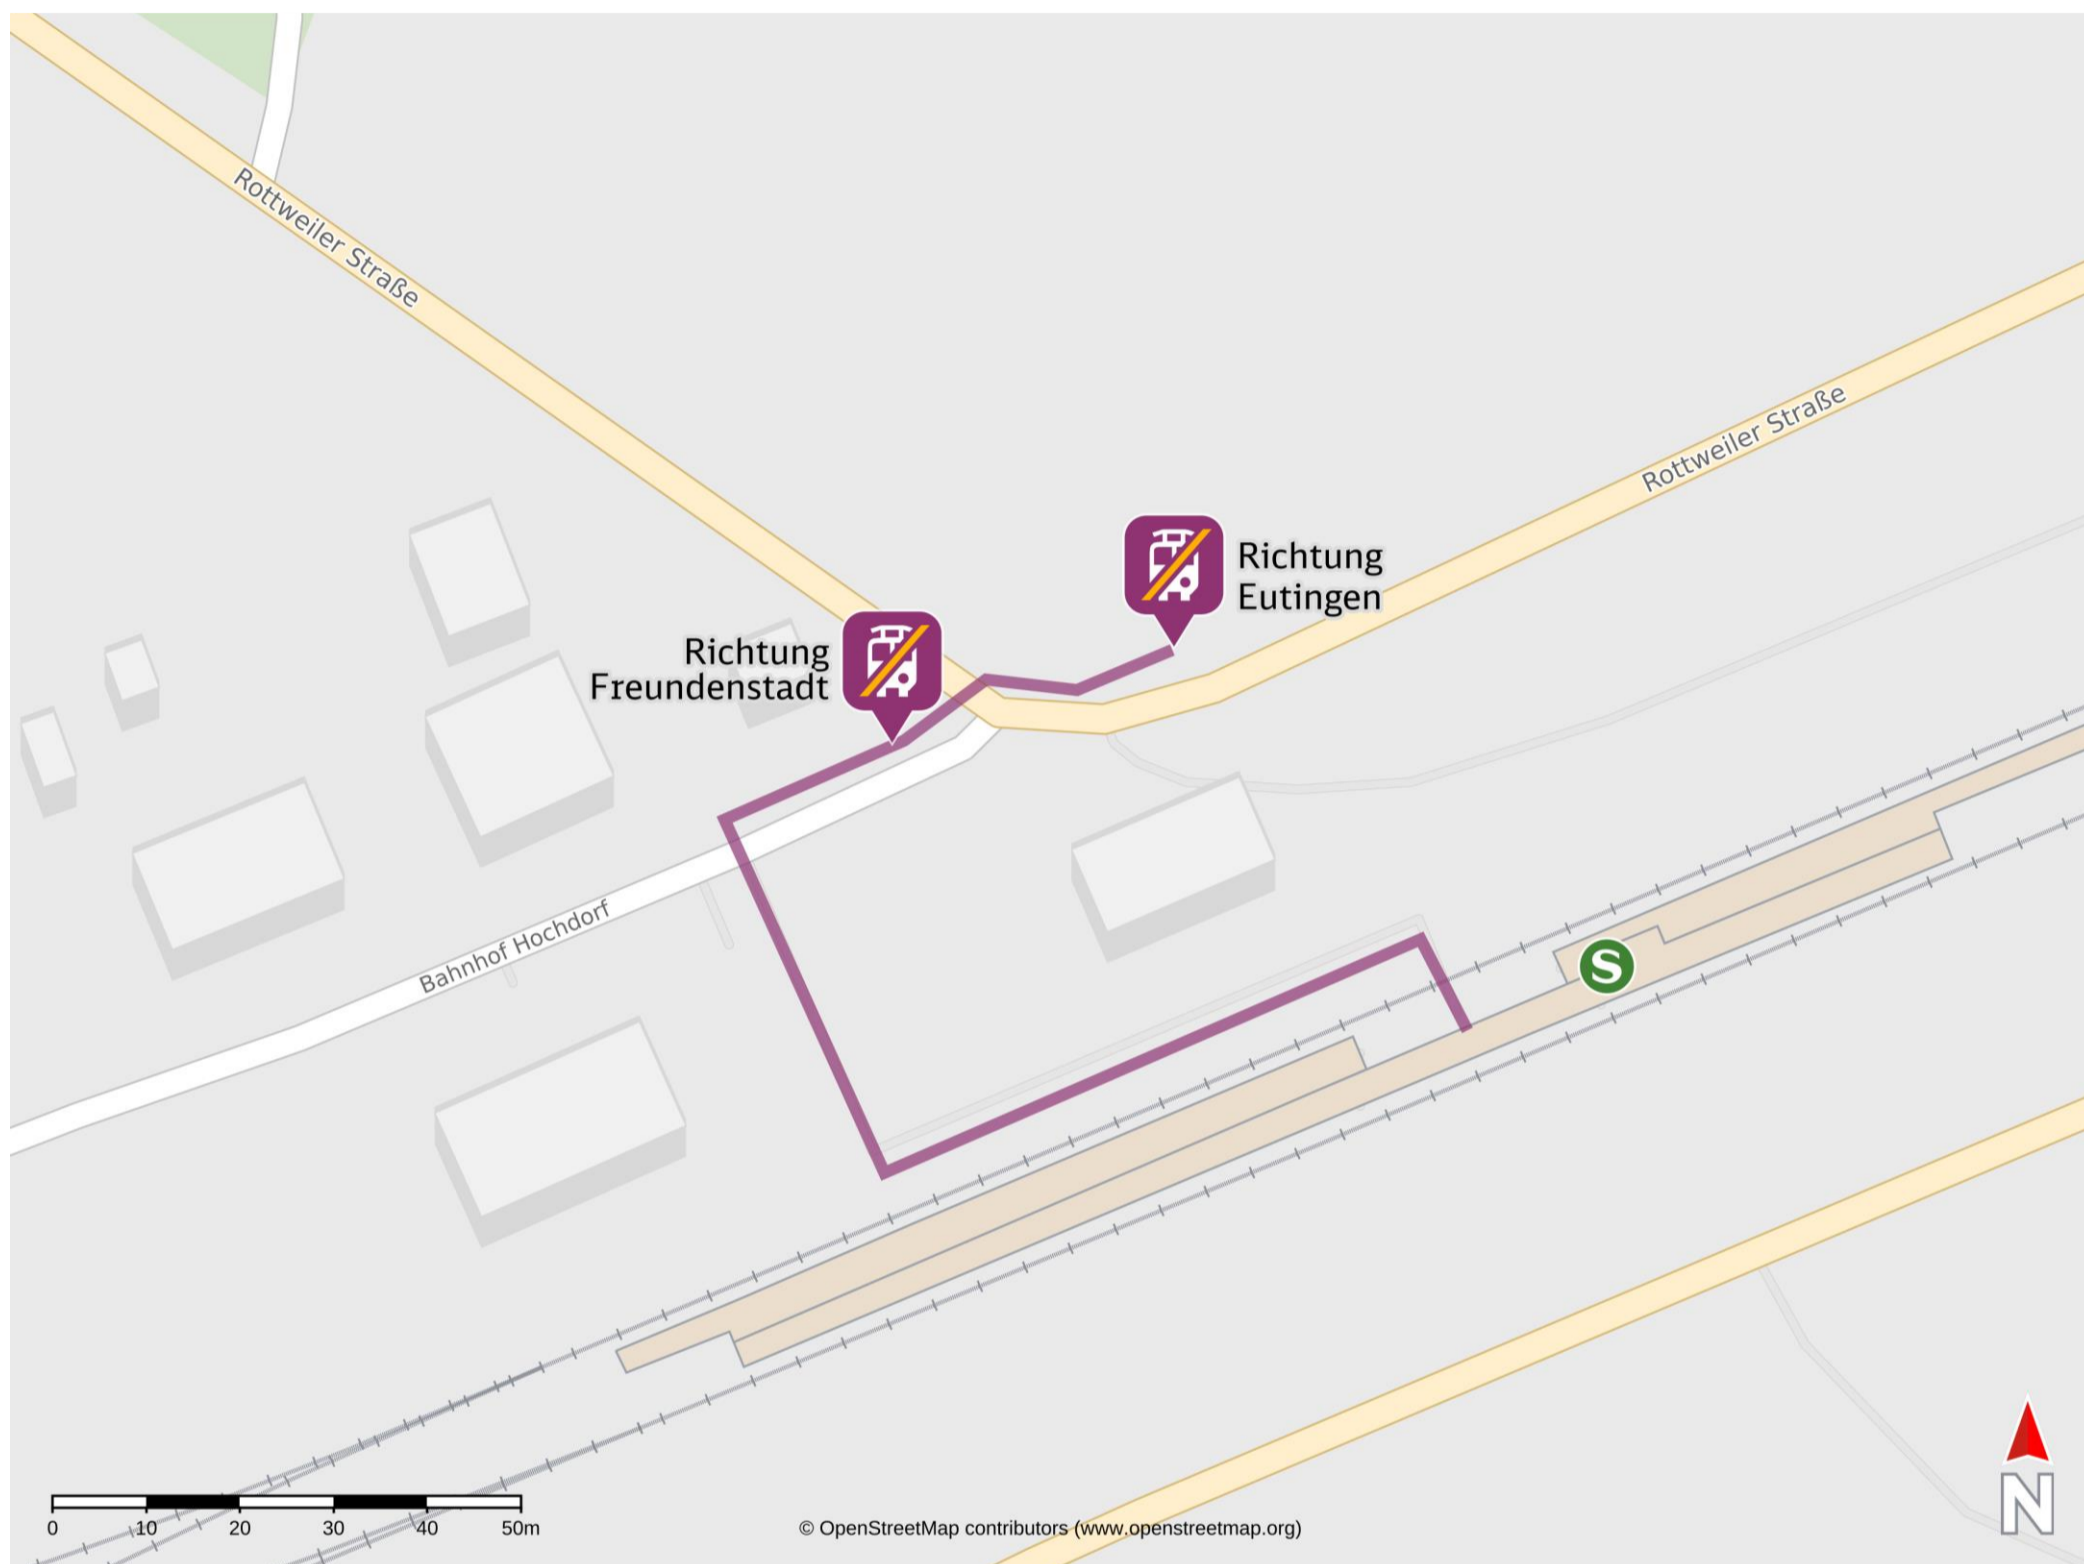 Rottweiler Straße
Rottweiler Straße
Richtung
Eutingen
Richtung
Freundenstadt
Bahnhof Hochdorf
S
0 10 20 30 40 50m
© OpenStreetMap contributors (www.openstreetmap.org)
N